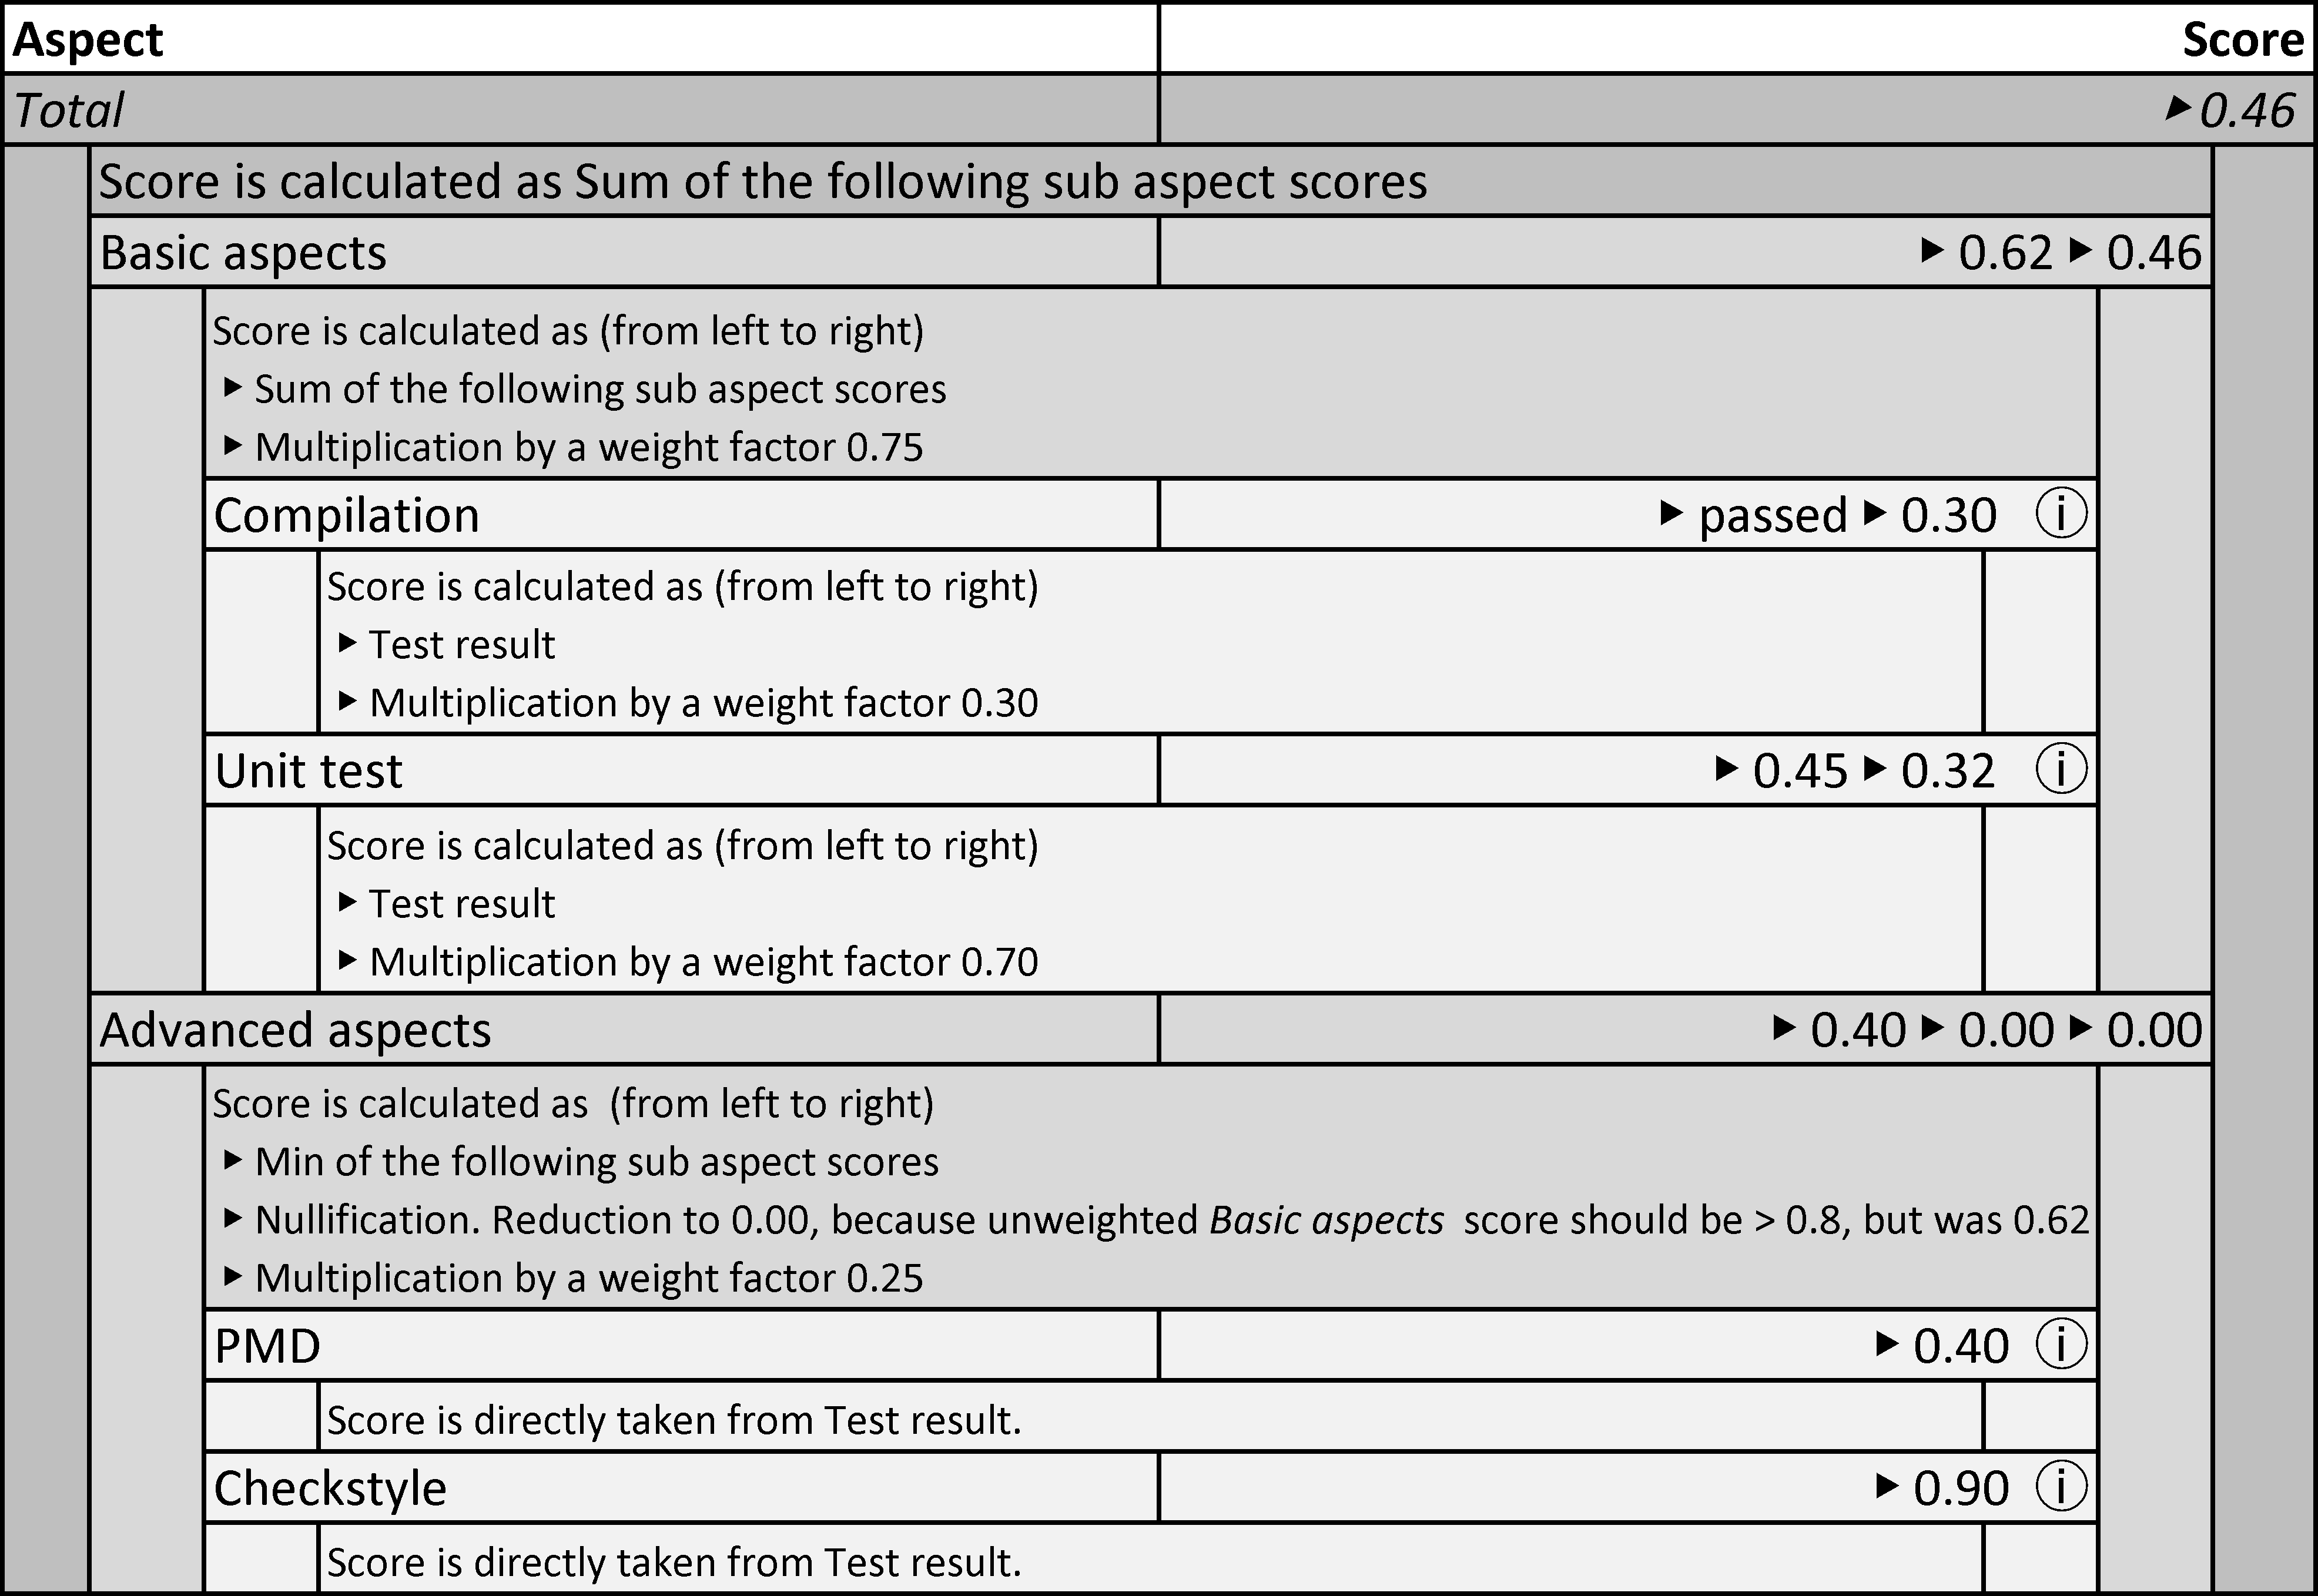 Aspect Score
Total ▶ 0.46
Score is calculated as Sum of the following sub aspect scores
Basic aspects ▶ 0.62 ▶ 0.46
Score is calculated as (from left to right)
▶ Sum of the following sub aspect scores
▶ Multiplication by a weight factor 0.75
Compilation ▶ passed ▶ 0.30 ⓘ
Score is calculated as (from left to right)
▶ Test result
▶ Multiplication by a weight factor 0.30
Unit test ▶ 0.45 ▶ 0.32 ⓘ
Score is calculated as (from left to right)
▶ Test result
▶ Multiplication by a weight factor 0.70
Advanced aspects ▶ 0.40 ▶ 0.00 ▶ 0.00
Score is calculated as (from left to right)
▶ Min of the following sub aspect scores
▶ Nullification. Reduction to 0.00, because unweighted Basic aspects score should be > 0.8, but was 0.62
▶ Multiplication by a weight factor 0.25
PMD ▶ 0.40 ⓘ
Score is directly taken from Test result.
Checkstyle ▶ 0.90 ⓘ
Score is directly taken from Test result.